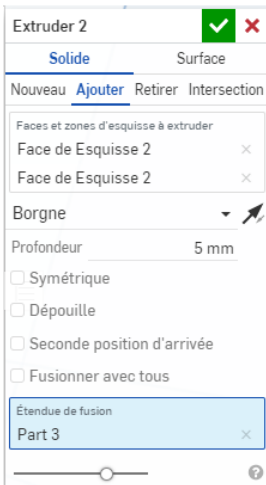 Extruder 2
Solide Surface
Nouveau Ajouter Retirer Intersection
Faces et zones d'esquisse à extruder
Face de Esquisse 2
Face de Esquisse 2
Borgne
Profondeur 5 mm
Symétrique
Dépouille
Seconde position d'arrivée
Fusionner avec tous
Étendue de fusion
Part 3